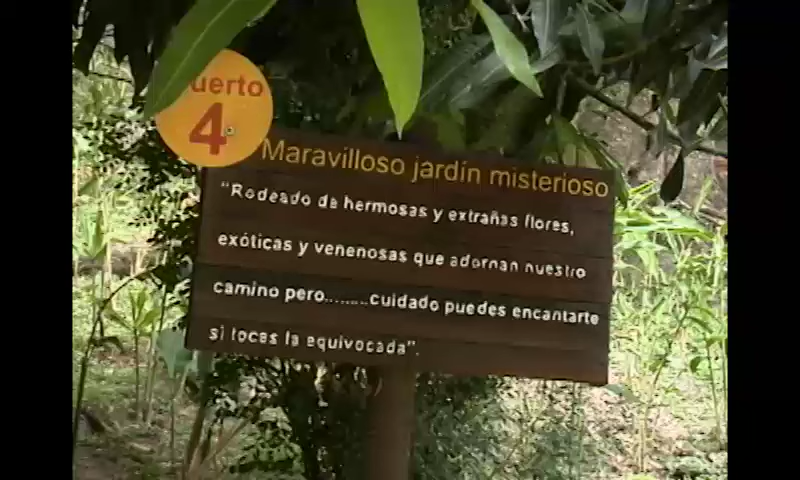 uerto
4
Maravilloso jardín misterioso
"Rodeado de hermosas y extrañas flores,
exóticas y venenosas que adornan nuestro
camino pero........cuidado puedes encantarte
si tocas la equivocada".